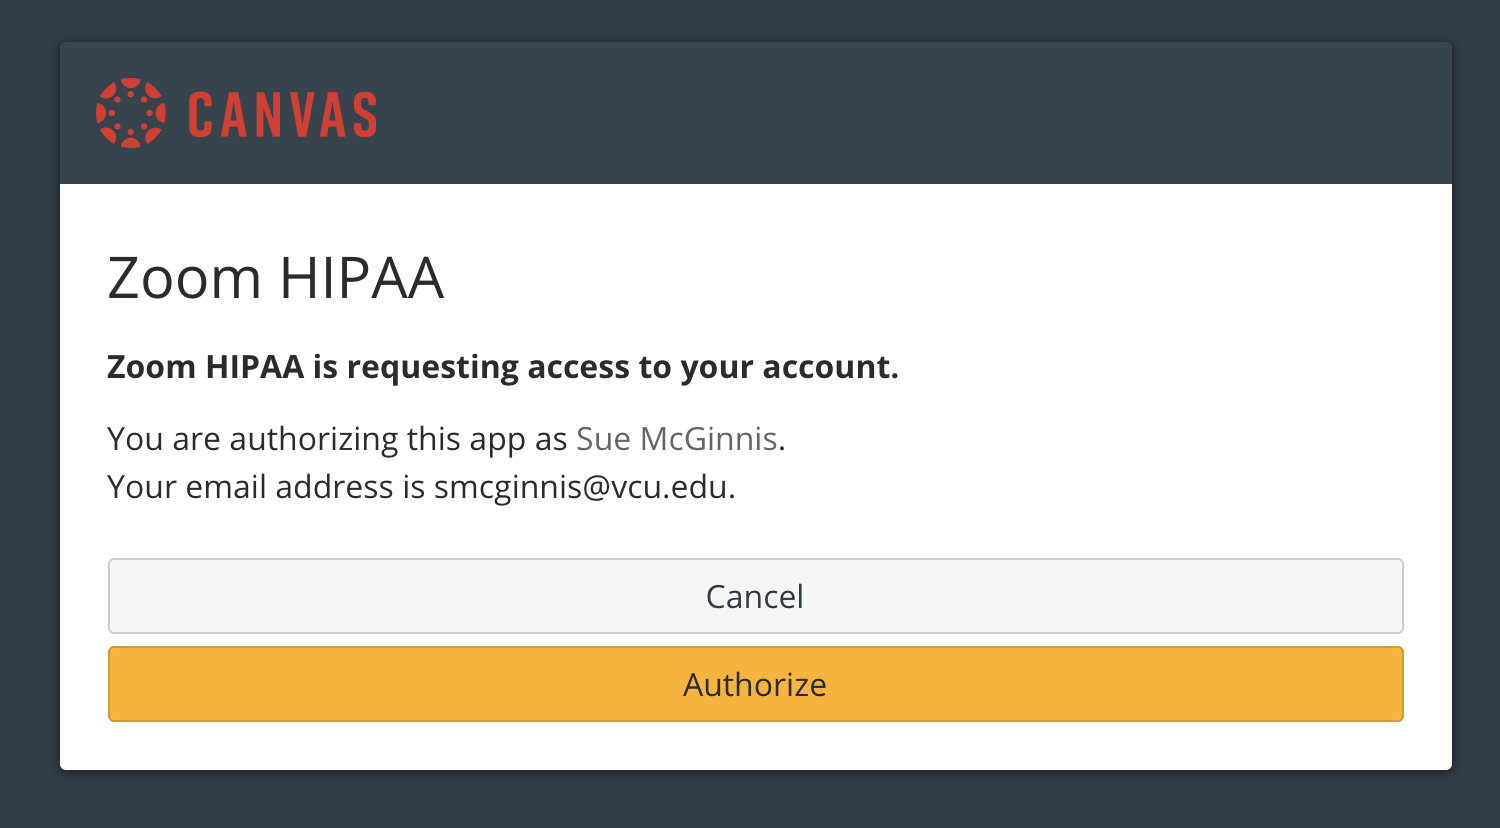 CANVAS
Zoom HIPAA
Zoom HIPAA is requesting access to your account.
You are authorizing this app as Sue McGinnis.
Your email address is smcginnis@vcu.edu.
Cancel
Authorize